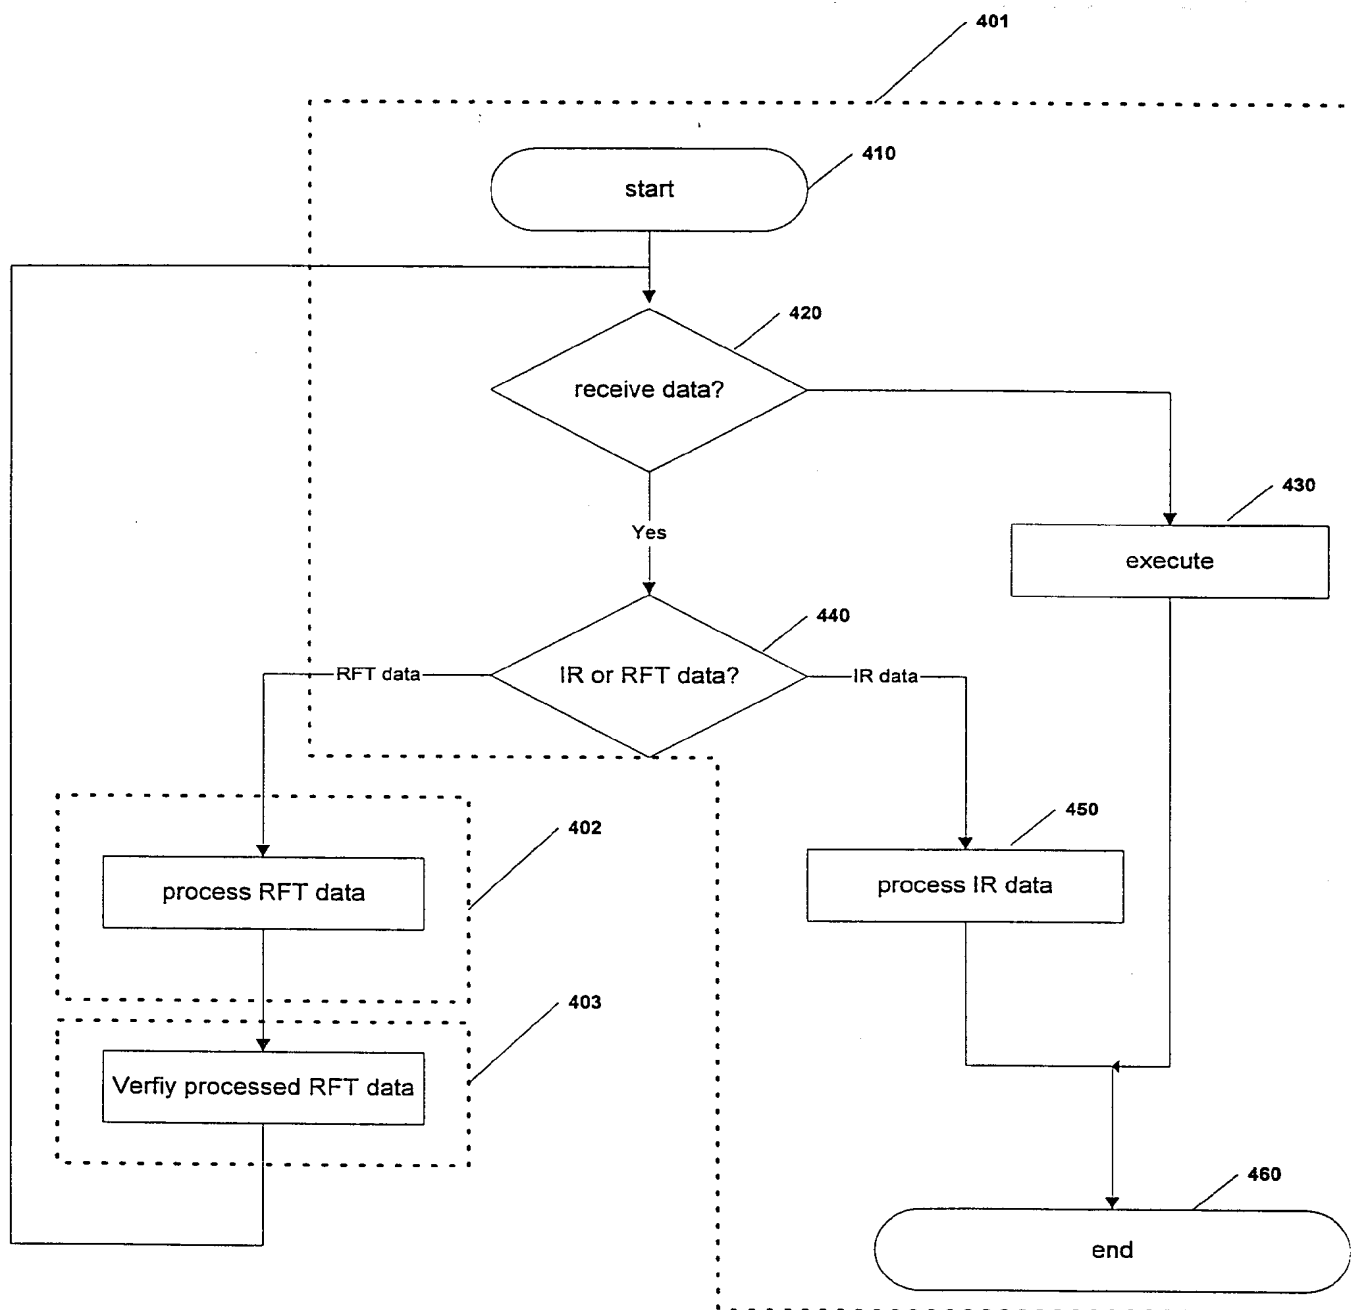 401
410
start
420
receive data?
430
Yes
execute
440
RFT data
IR or RFT data?
IR data
450
402
process RFT data
process IR data
403
Verfiy processed RFT data
460
end